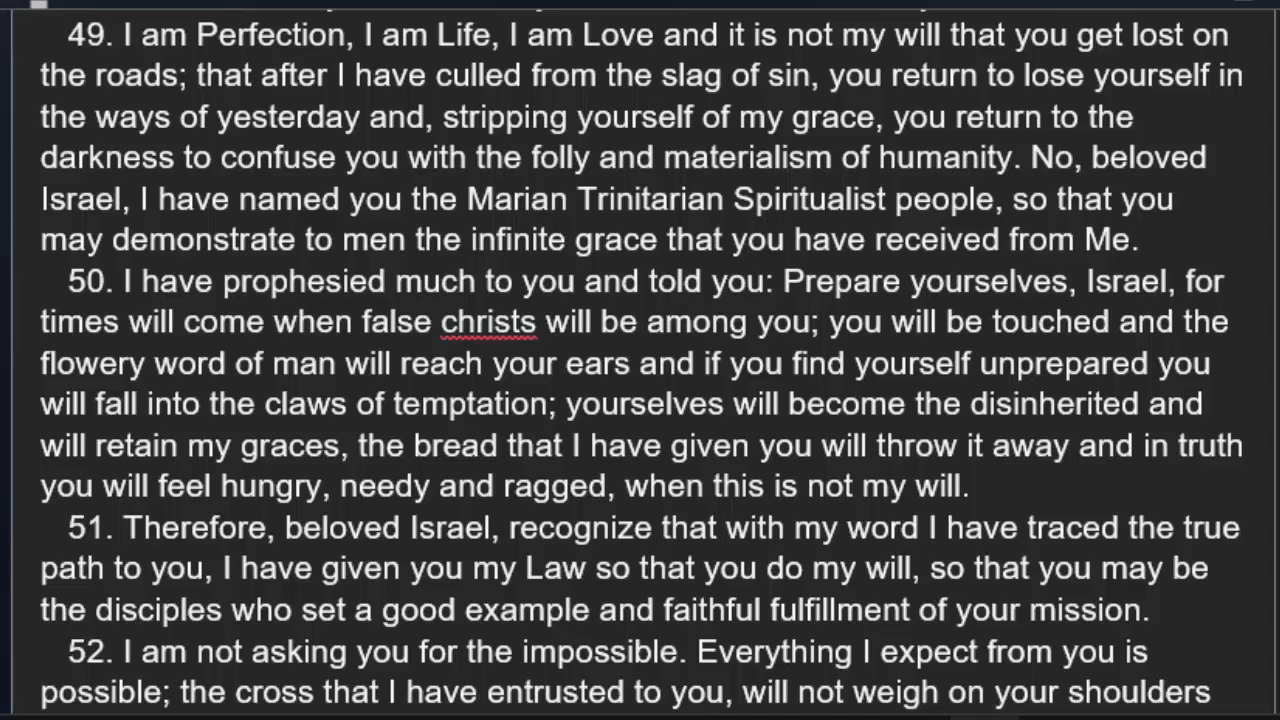 49. I am Perfection, I am Life, I am Love and it is not my will that you get lost on
the roads; that after I have culled from the slag of sin, you return to lose yourself in
the ways of yesterday and, stripping yourself of my grace, you return to the
darkness to confuse you with the folly and materialism of humanity. No, beloved
Israel, I have named you the Marian Trinitarian Spiritualist people, so that you
may demonstrate to men the infinite grace that you have received from Me.
50. I have prophesied much to you and told you: Prepare yourselves, Israel, for
times will come when false christs will be among you; you will be touched and the
flowery word of man will reach your ears and if you find yourself unprepared you
will fall into the claws of temptation; yourselves will become the disinherited and
will retain my graces, the bread that I have given you will throw it away and in truth
you will feel hungry, needy and ragged, when this is not my will.
51. Therefore, beloved Israel, recognize that with my word I have traced the true
path to you, I have given you my Law so that you do my will, so that you may be
the disciples who set a good example and faithful fulfillment of your mission.
52. I am not asking you for the impossible. Everything I expect from you is
possible; the cross that I have entrusted to you, will not weigh on your shoulders